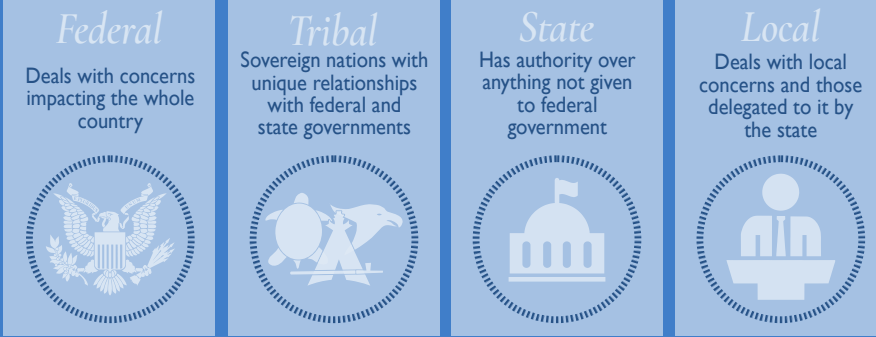 Federal
Deals with concerns
impacting the whole
country
Tribal
Sovereign nations with
unique relationships
with federal and
state governments
State
Has authority over
anything not given
to federal
government
Local
Deals with local
concerns and those
delegated to it by
the state